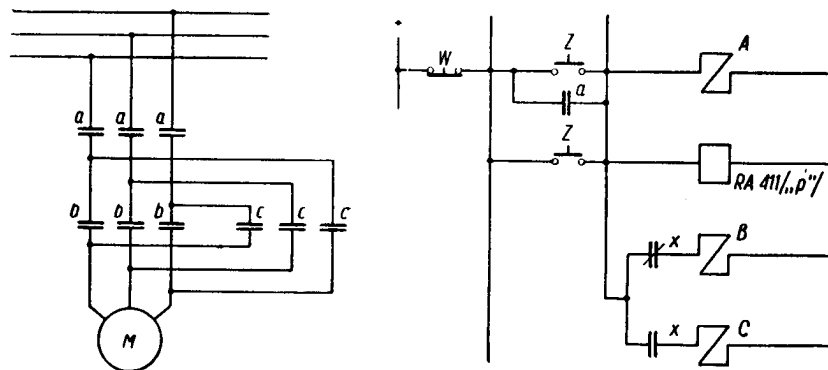 a a a
b b b c c c
M
+
W Z A
a
Z
RA 411/„p"/
x B
x C